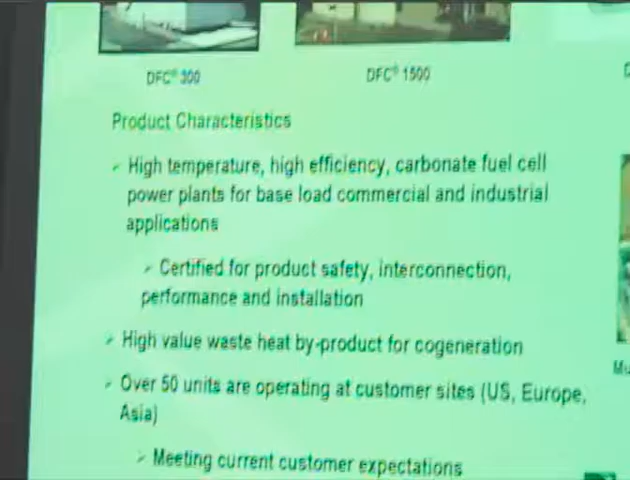 DFC® 300
DFC® 1500
Product Characteristics
✓ High temperature, high efficiency, carbonate fuel cell
power plants for base load commercial and industrial
applications
✓ Certified for product safety, interconnection,
performance and installation
✓ High value waste heat by-product for cogeneration
✓ Over 50 units are operating at customer sites (US, Europe,
Asia)
➢ Meeting current customer expectations